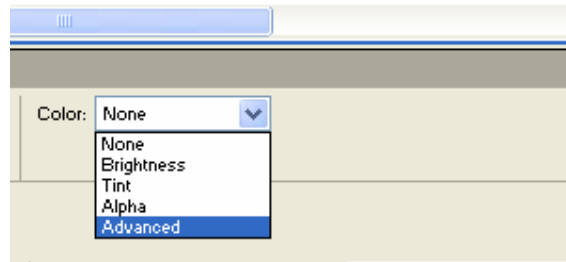 Color: None
None
Brightness
Tint
Alpha
Advanced